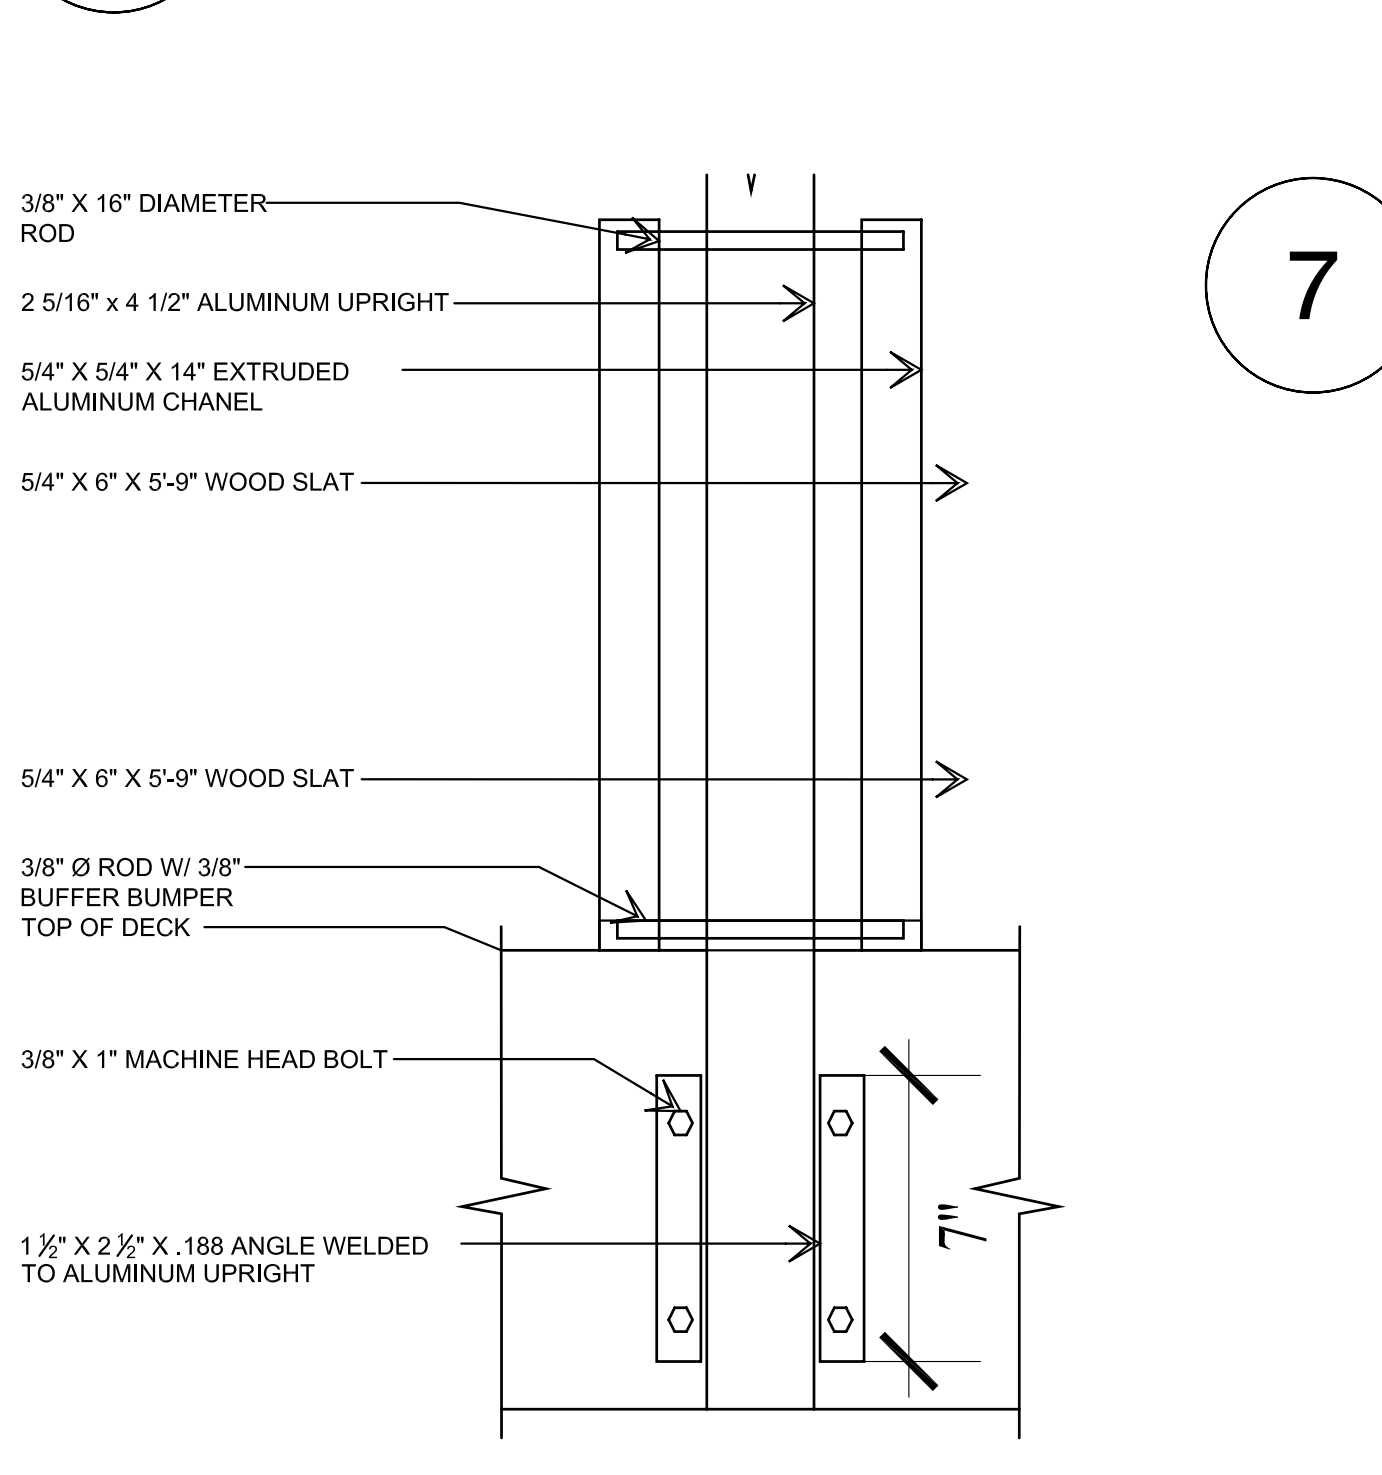 3/8" X 16" DIAMETER
ROD
7
2 5/16" x 4 1/2" ALUMINUM UPRIGHT
5/4" X 5/4" X 14" EXTRUDED
ALUMINUM CHANEL
5/4" X 6" X 5'-9" WOOD SLAT
5/4" X 6" X 5'-9" WOOD SLAT
3/8" Ø ROD W/ 3/8"
BUFFER BUMPER
TOP OF DECK
3/8" X 1" MACHINE HEAD BOLT
7"
1 ½" X 2 ½" X .188 ANGLE WELDED
TO ALUMINUM UPRIGHT